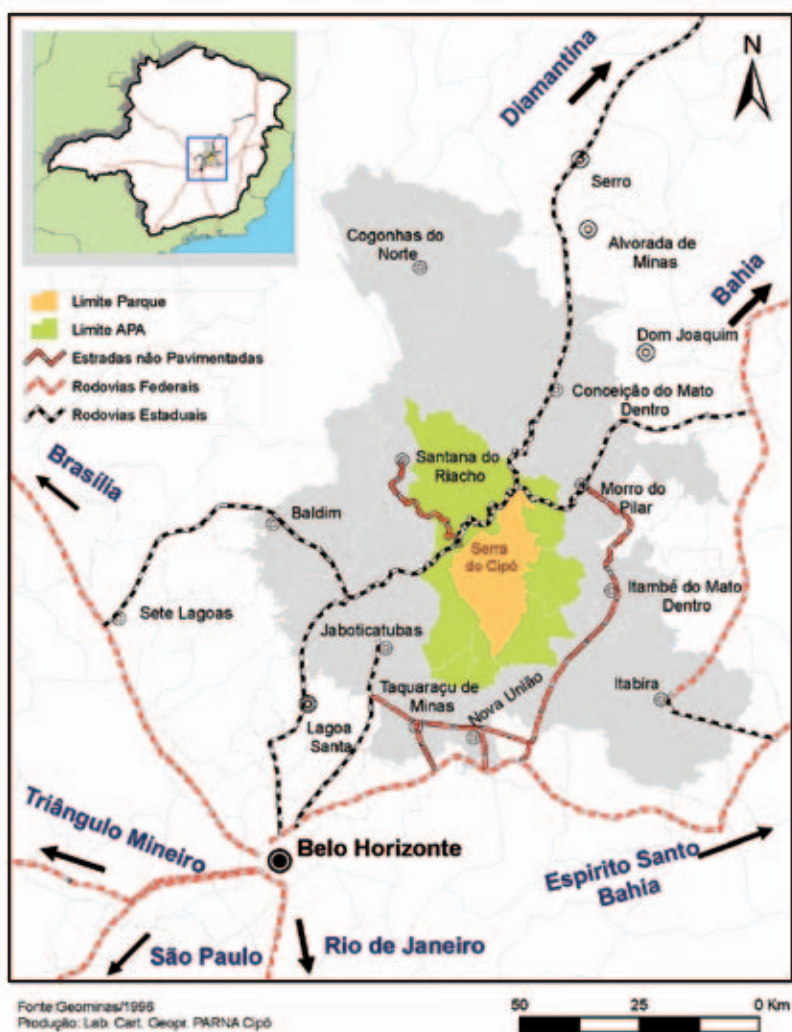 N
Diamantina
Serro
Alvorada de
Minas
Cogonhas do
Norte
Bahia
Limite Parque
Limite APA
Estradas não Pavimentadas
Rodovias Federais
Rodovias Estaduais
Dom Joaquim
Conceição do Mato
Dentro
Brasília
Santana do
Riacho
Morro do
Pilar
Baldim
Serra
do Cipó
Itambé do Mato
Dentro
Sete Lagoas
Jaboticatubas
Taquaraçu de
Minas
Nova União
Itabira
Lagoa
Santa
Triângulo Mineiro
Belo Horizonte
Espirito Santo
Bahia
São Paulo
Rio de Janeiro
Fonte:Geominas/1996
Produção: Lab. Cart. Geopr. PARNA Cipó
50 25 0 Km